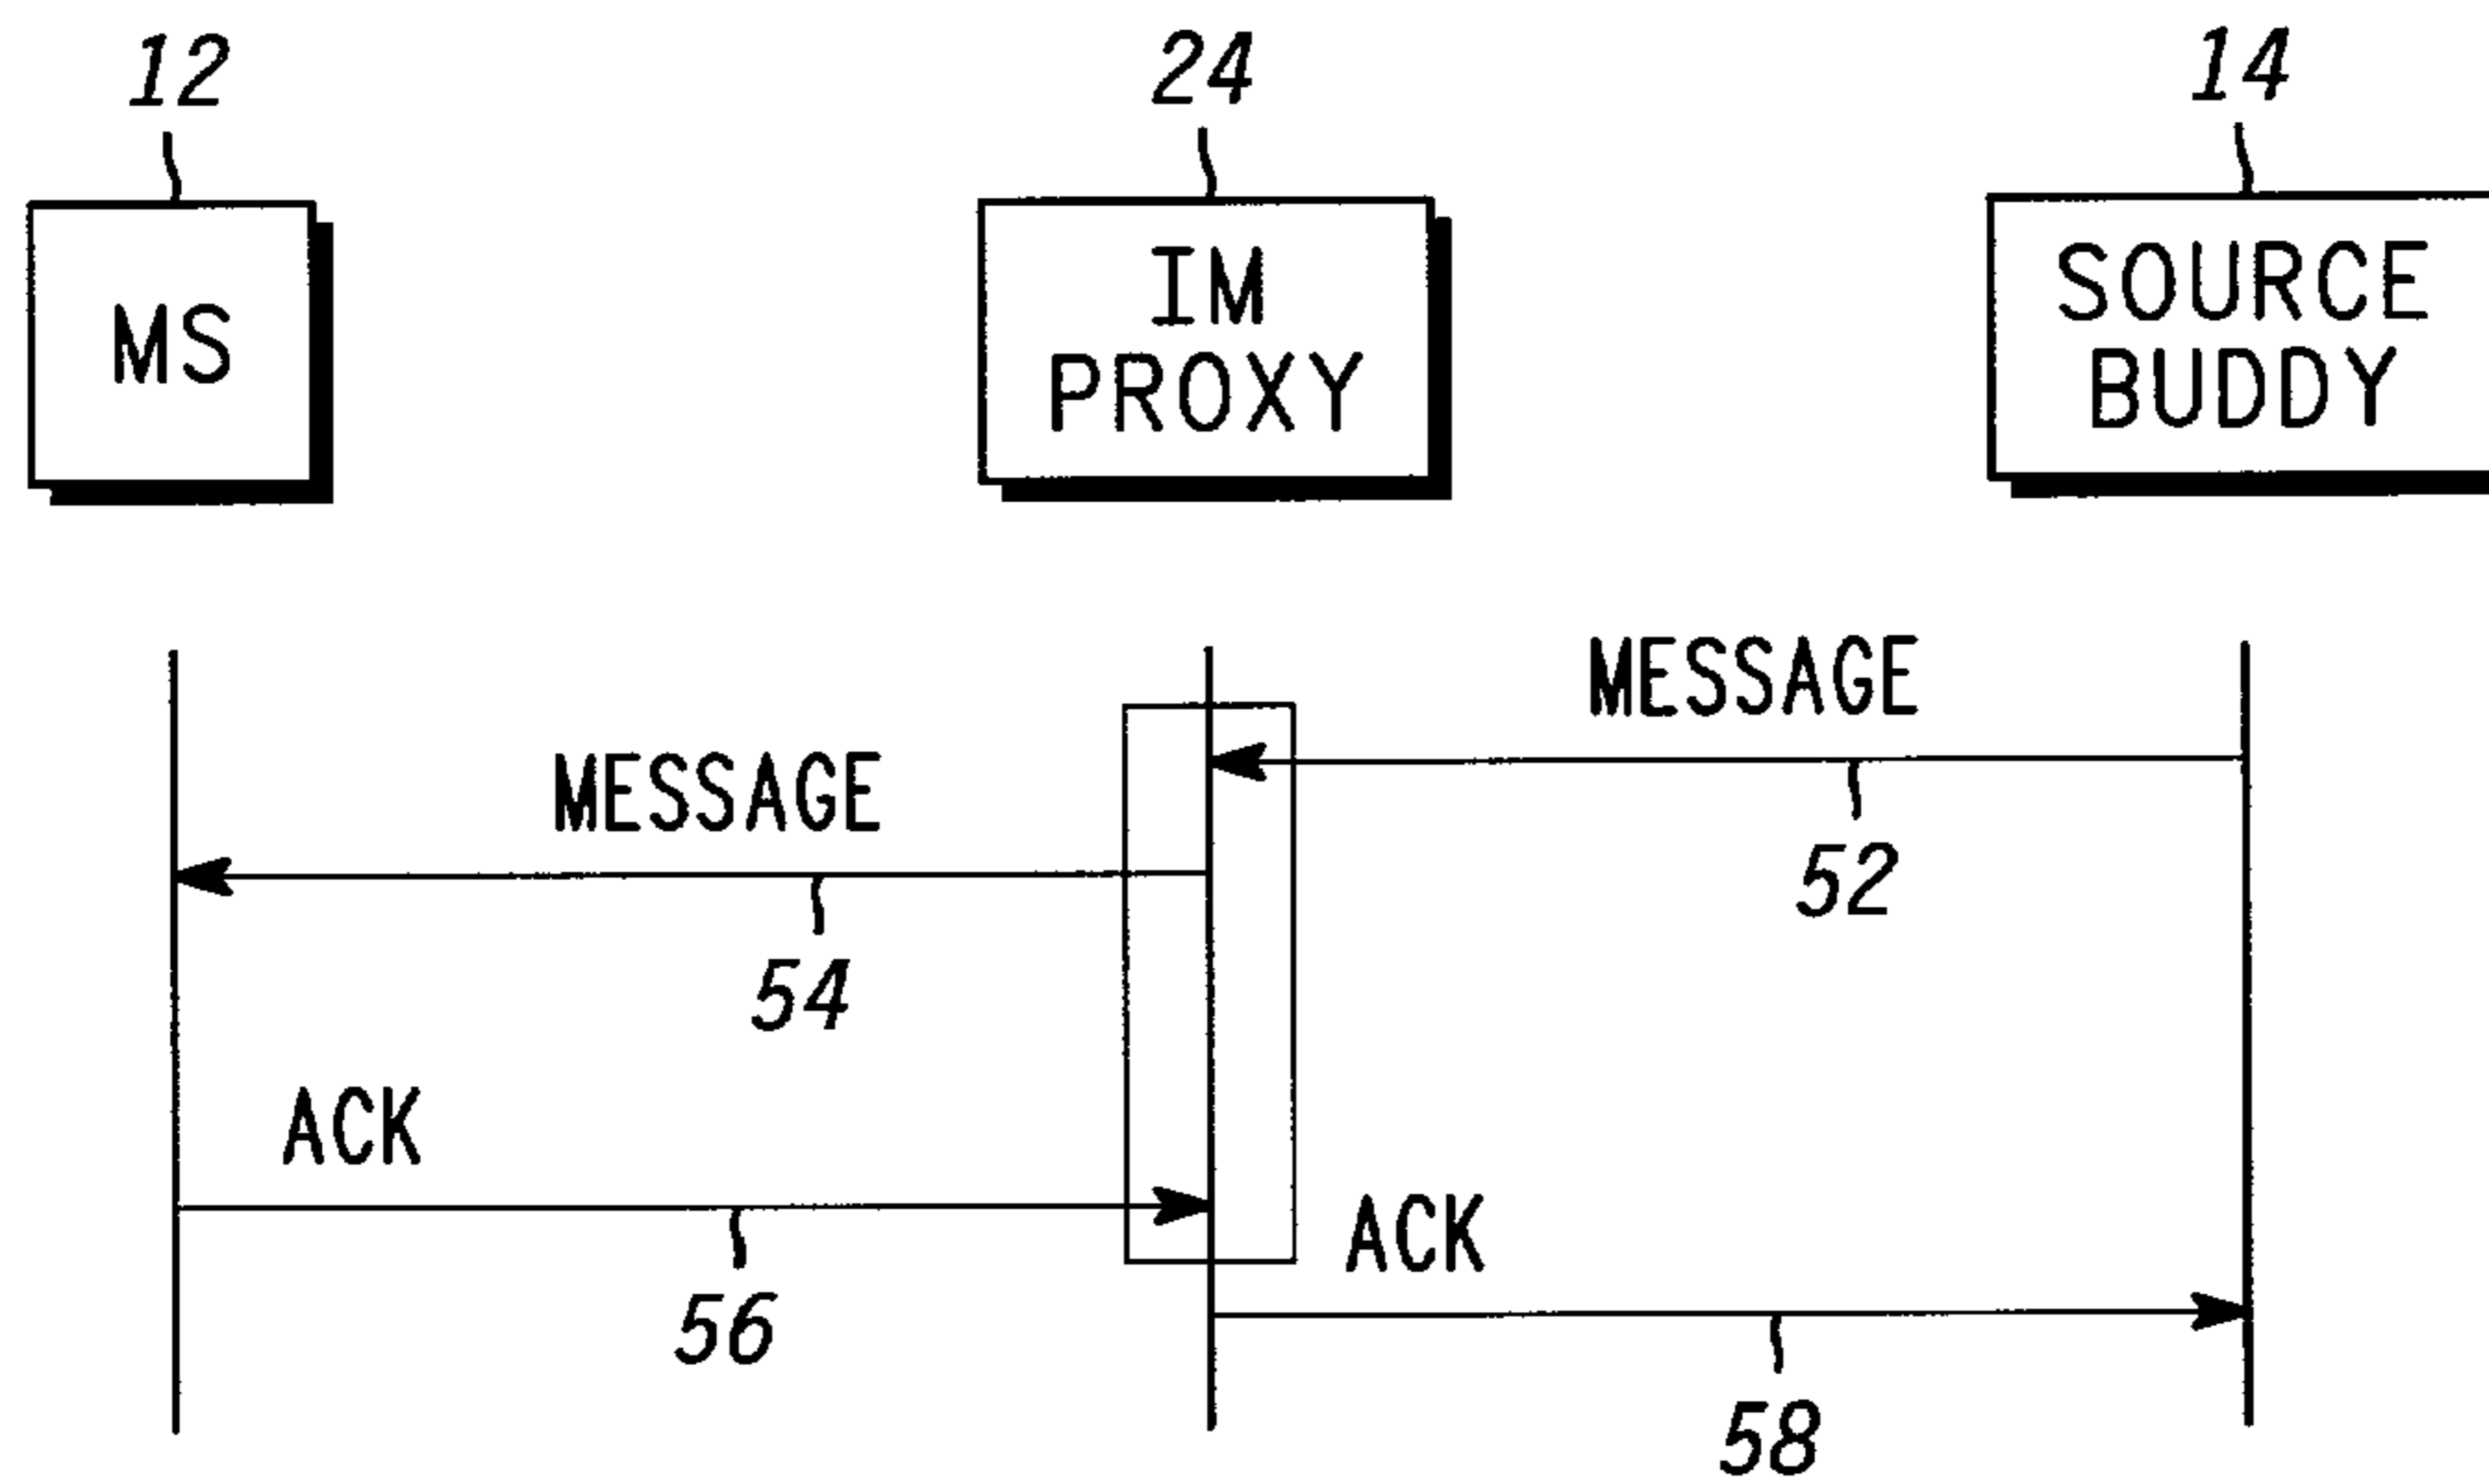 12
24
14
MS
IM
PROXY
SOURCE
BUDDY
MESSAGE
52
MESSAGE
54
ACK
56
ACK
58